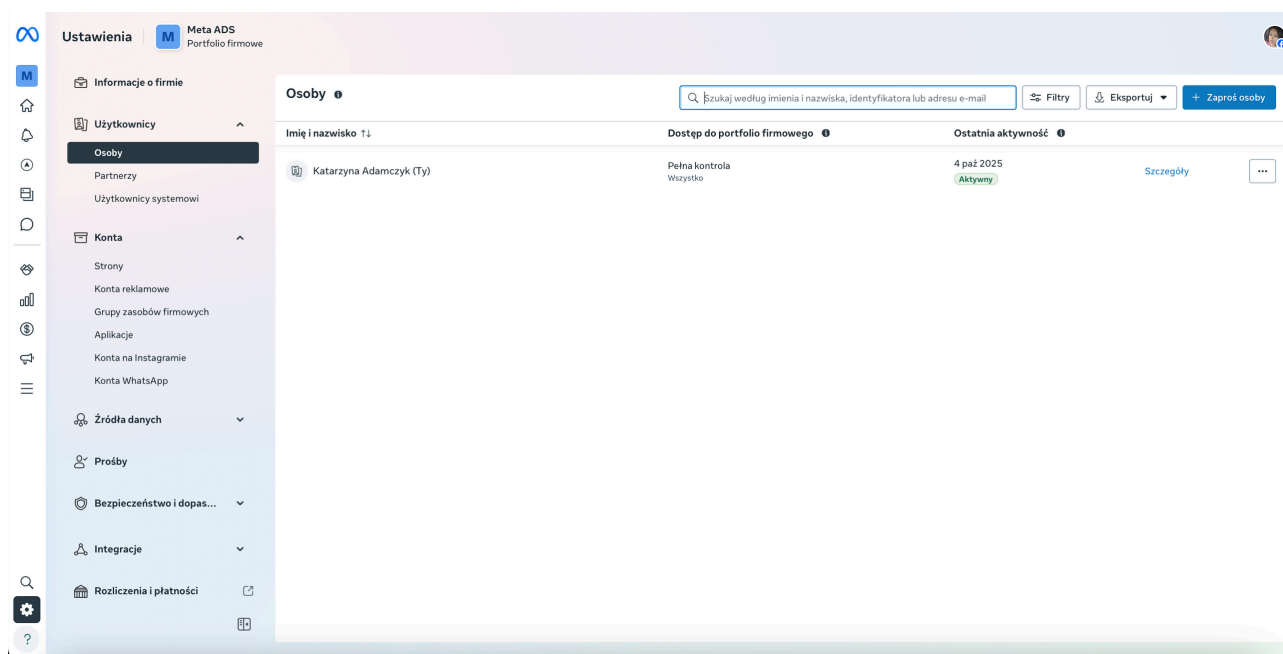 Ustawienia
M
Meta ADS
Portfolio firmowe
M
Informacje o firmie
Użytkownicy
Osoby
Partnerzy
Użytkownicy systemowi
Konta
Strony
Konta reklamowe
Grupy zasobów firmowych
Aplikacje
Konta na Instagramie
Konta WhatsApp
Źródła danych
Prośby
Bezpieczeństwo i dopas...
Integracje
Rozliczenia i płatności
?
Osoby
Szukaj według imienia i nazwiska, identyfikatora lub adresu e-mail
Filtry
Eksportuj
+ Zaproś osoby
Imię i nazwisko ↑↓
Dostęp do portfolio firmowego
Ostatnia aktywność
Katarzyna Adamczyk (Ty)
Pełna kontrola
Wszystko
4 paź 2025
Aktywny
Szczegóły
...